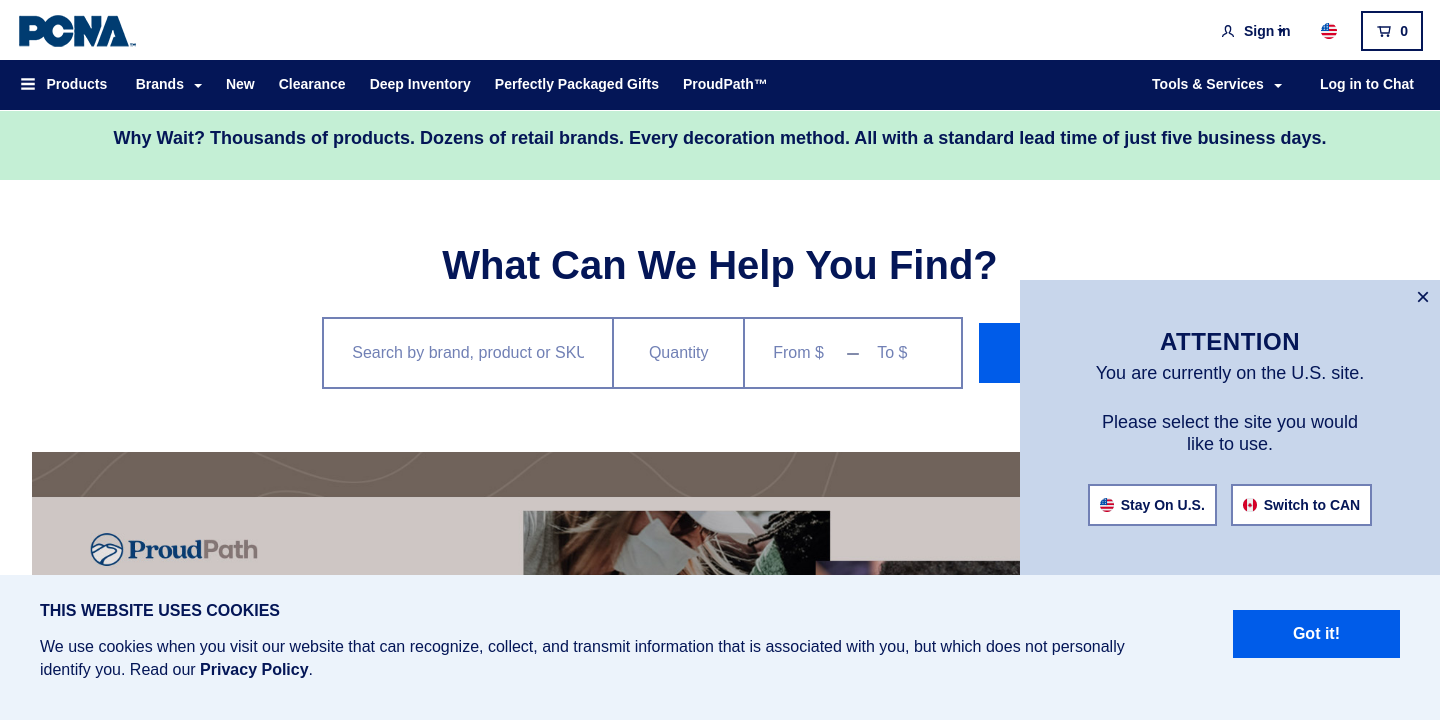 PCNA™
Sign in
0
Products
Brands
New
Clearance
Deep Inventory
Perfectly Packaged Gifts
ProudPath™
Tools & Services
Log in to Chat
Why Wait? Thousands of products. Dozens of retail brands. Every decoration method. All with a standard lead time of just five business days.
What Can We Help You Find?
Search by brand, product or SKU
Quantity
From $
To $
×
ATTENTION
You are currently on the U.S. site.
Please select the site you would
like to use.
Stay On U.S.
Switch to CAN
ProudPath
THIS WEBSITE USES COOKIES
We use cookies when you visit our website that can recognize, collect, and transmit information that is associated with you, but which does not personally
identify you. Read our Privacy Policy.
Got it!